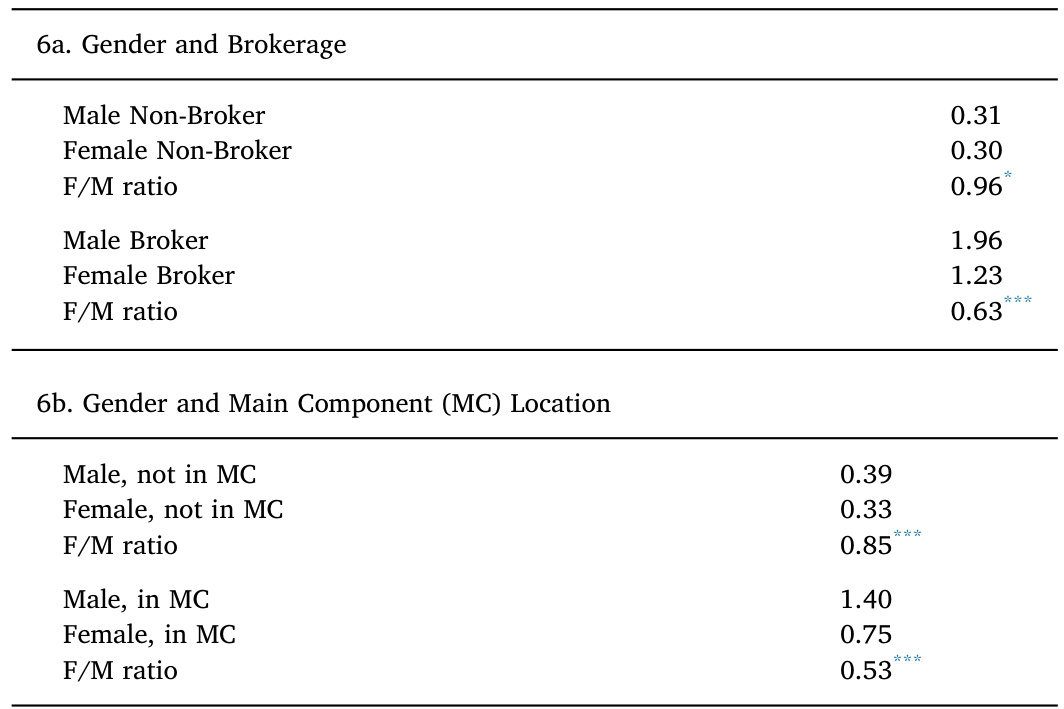 6a. Gender and Brokerage
Male Non-Broker 0.31
Female Non-Broker 0.30
F/M ratio 0.96*
Male Broker 1.96
Female Broker 1.23
F/M ratio 0.63***
6b. Gender and Main Component (MC) Location
Male, not in MC 0.39
Female, not in MC 0.33
F/M ratio 0.85***
Male, in MC 1.40
Female, in MC 0.75
F/M ratio 0.53***